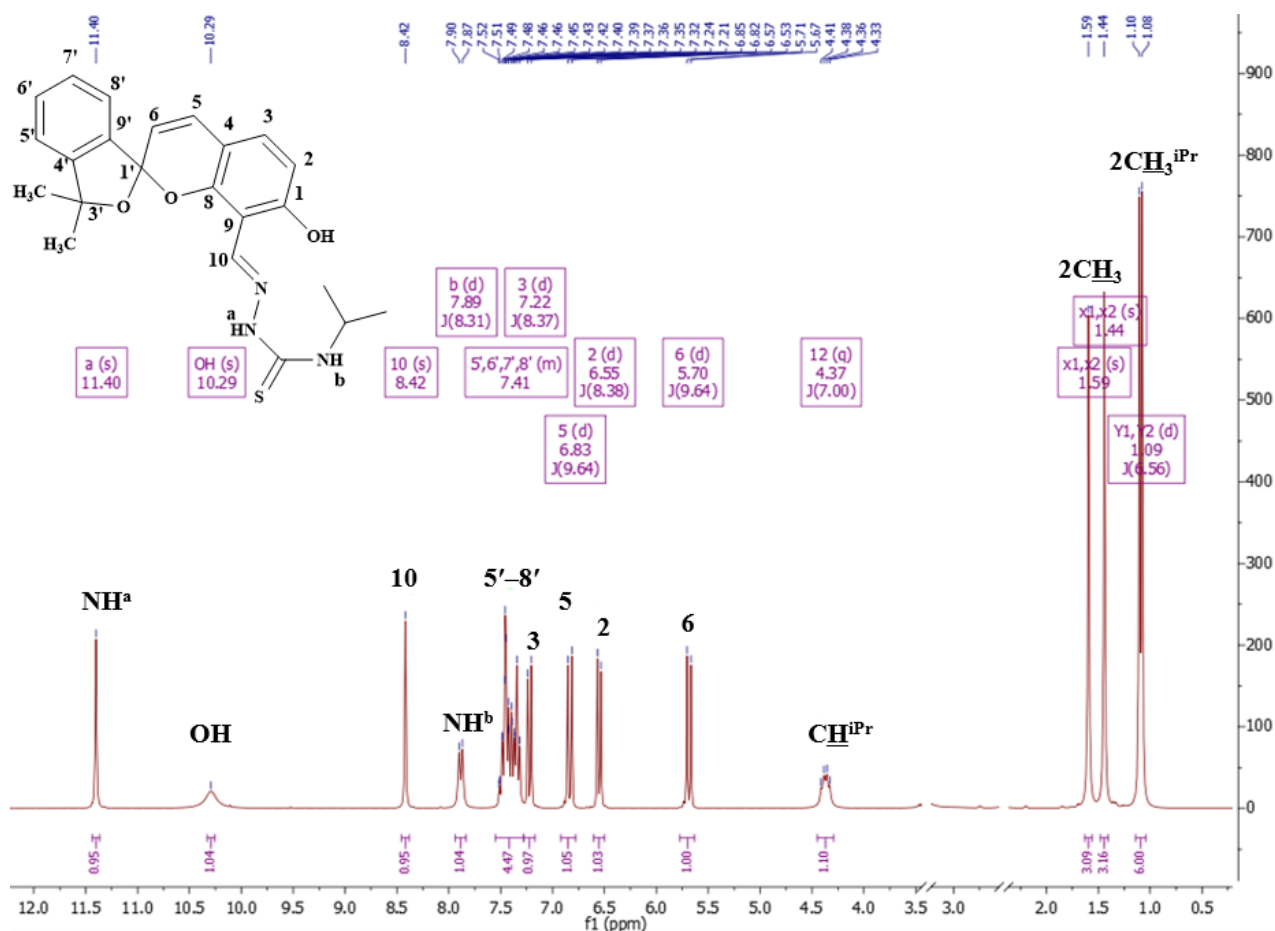 11.40
10.29
8.42
7.90
7.87
7.52
7.51
7.49
7.48
7.46
7.46
7.45
7.43
7.42
7.40
7.39
7.37
7.36
7.35
7.32
7.24
7.21
6.85
6.82
6.57
6.53
5.71
5.67
4.41
4.38
4.36
4.33
1.59
1.44
1.10
1.08
7'
6'
8'
5'
9'
4'
1'
3'
6
5
4
3
2
1
8
9
10
H₃C
H₃C
O
O
OH
N
a
HN
NH
b
S
a (s)
11.40
OH (s)
10.29
10 (s)
8.42
b (d)
7.89
J(8.31)
3 (d)
7.22
J(8.37)
5',6',7',8' (m)
7.41
2 (d)
6.55
J(8.38)
5 (d)
6.83
J(9.64)
6 (d)
5.70
J(9.64)
12 (q)
4.37
J(7.00)
x1,x2 (s)
1.44
x1,x2 (s)
1.59
Y1,Y2 (d)
1.09
J(6.56)
2CH₃ⁱᴾʳ
2CH₃
NHᵃ
OH
10
NHᵇ
5′–8′
3
5
2
6
CHⁱᴾʳ
900
800
700
600
500
400
300
200
100
0
0.95
1.04
0.95
1.04
4.47
0.97
1.05
1.03
1.00
1.10
3.09
3.16
6.00
12.0 11.5 11.0 10.5 10.0 9.5 9.0 8.5 8.0 7.5 7.0 6.5 6.0 5.5 5.0 4.5 4.0 3.5 3.0 2.0 1.5 1.0 0.5
f1 (ppm)